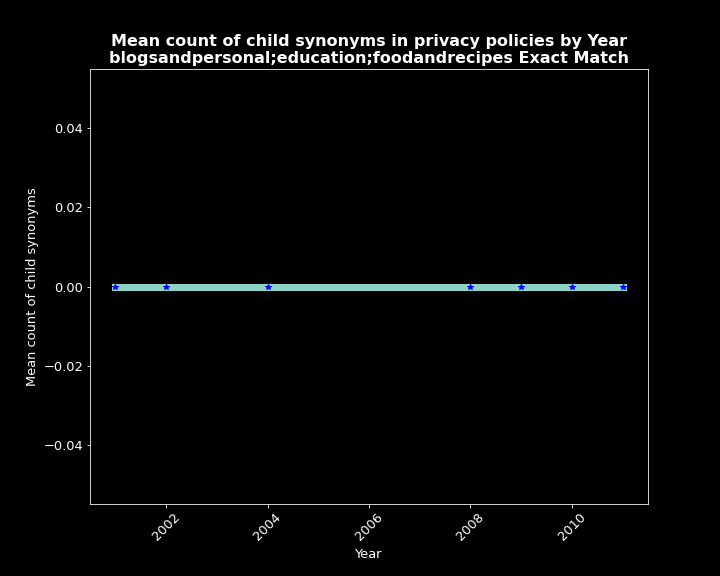 Mean count of child synonyms in privacy policies by Year
blogsandpersonal;education;foodandrecipes Exact Match
Mean count of child synonyms
0.04
0.02
0.00
−0.02
−0.04
2002
2004
2006
2008
2010
Year